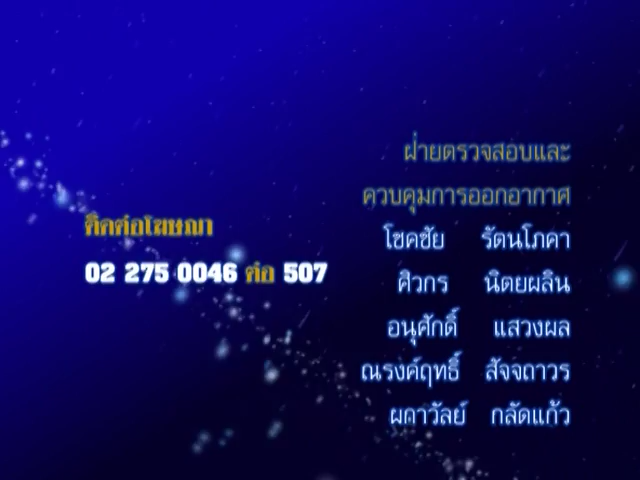 ติดต่อโฆษณา
02 275 0046 ต่อ 507
ฝ่ายตรวจสอบและ
ควบคุมการออกอากาศ
โชคชัย รัตนโภคา
ศิวกร นิตยผลิน
อนุศักดิ์ แสวงผล
ณรงค์ฤทธิ์ สัจจถาวร
ผกาวัลย์ กลัดแก้ว